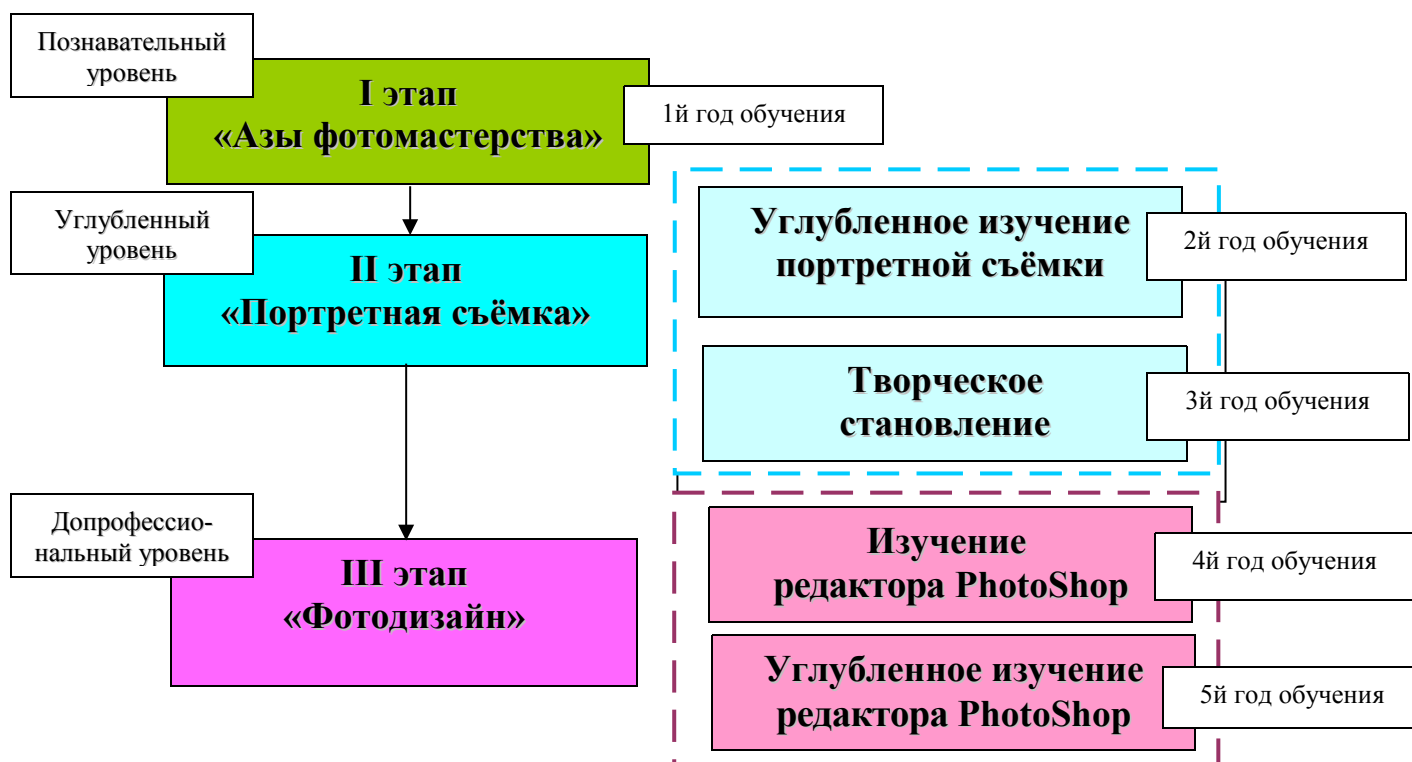 Познавательный
уровень
I этап
«Азы фотомастерства»
1й год обучения
Углубленный
уровень
II этап
«Портретная съёмка»
Углубленное изучение
портретной съёмки
2й год обучения
Творческое
становление
3й год обучения
Допрофессио-
нальный уровень
III этап
«Фотодизайн»
Изучение
редактора PhotoShop
4й год обучения
Углубленное изучение
редактора PhotoShop
5й год обучения